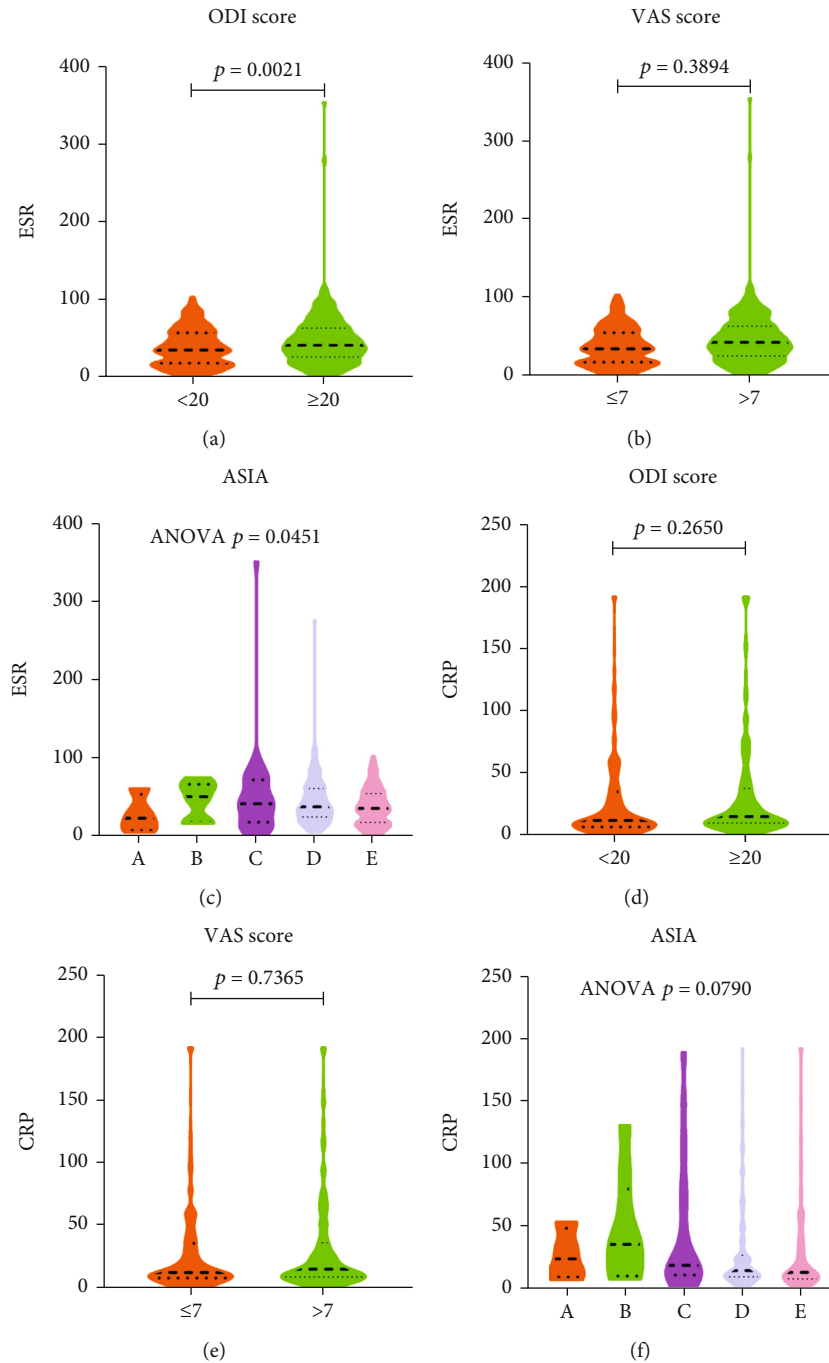 ODI score
p = 0.0021
400
300
200
100
0
ESR
<20
≥20
(a)
VAS score
p = 0.3894
400
300
200
100
0
ESR
≤7
>7
(b)
ASIA
ANOVA p = 0.0451
400
300
200
100
0
ESR
A B C D E
(c)
ODI score
p = 0.2650
250
200
150
100
50
0
CRP
<20
≥20
(d)
VAS score
p = 0.7365
250
200
150
100
50
0
CRP
≤7
>7
(e)
ASIA
ANOVA p = 0.0790
250
200
150
100
50
0
CRP
A B C D E
(f)